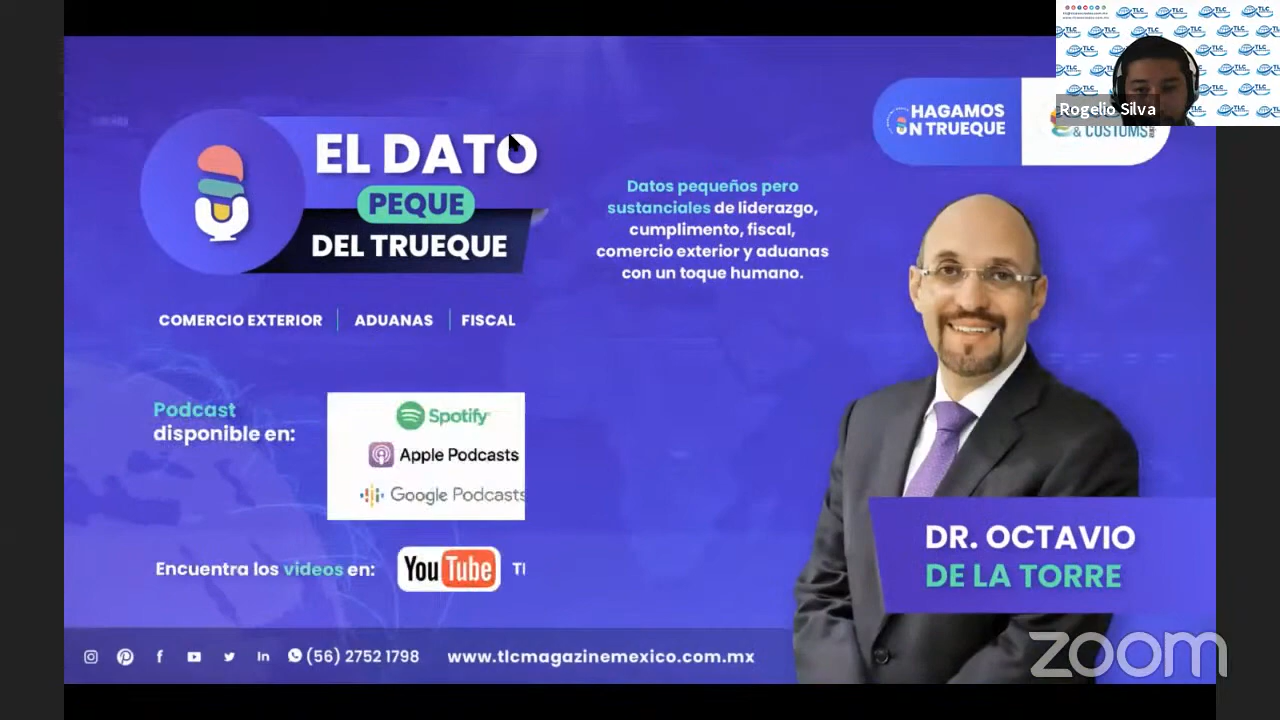 EL DATO
PEQUE
DEL TRUEQUE
COMERCIO EXTERIOR
ADUANAS
FISCAL
Podcast
disponible en:
Spotify
Apple Podcasts
Google Podcasts
Encuentra los videos en:
YouTube
(56) 2752 1798
www.tlcmagazinemexico.com.mx
Datos pequeños pero
sustanciales de liderazgo,
cumplimento, fiscal,
comercio exterior y aduanas
con un toque humano.
HAGAMOS
UN TRUEQUE
& CUSTOMS
Rogelio Silva
TLC
DR. OCTAVIO
DE LA TORRE
zoom